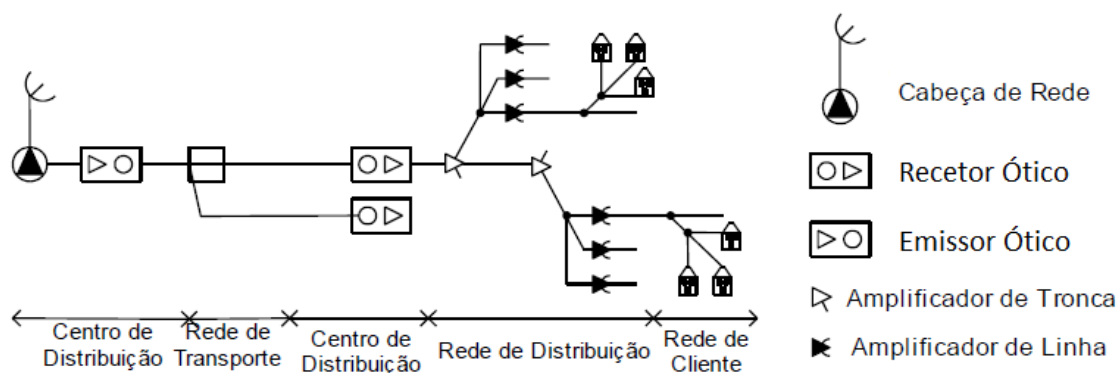 Cabeça de Rede
Recetor Ótico
Emissor Ótico
Amplificador de Tronca
Amplificador de Linha
Centro de
Distribuição
Rede de
Transporte
Centro de
Distribuição
Rede de Distribuição
Rede de
Cliente